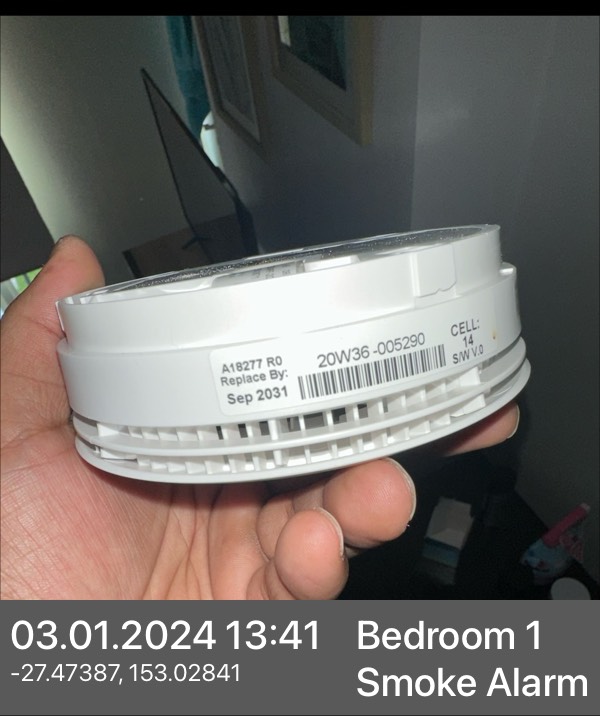 A18277 R0
Replace By:
Sep 2031
20W36-005290
CELL:
14
S/W V.0
03.01.2024 13:41
-27.47387, 153.02841
Bedroom 1
Smoke Alarm